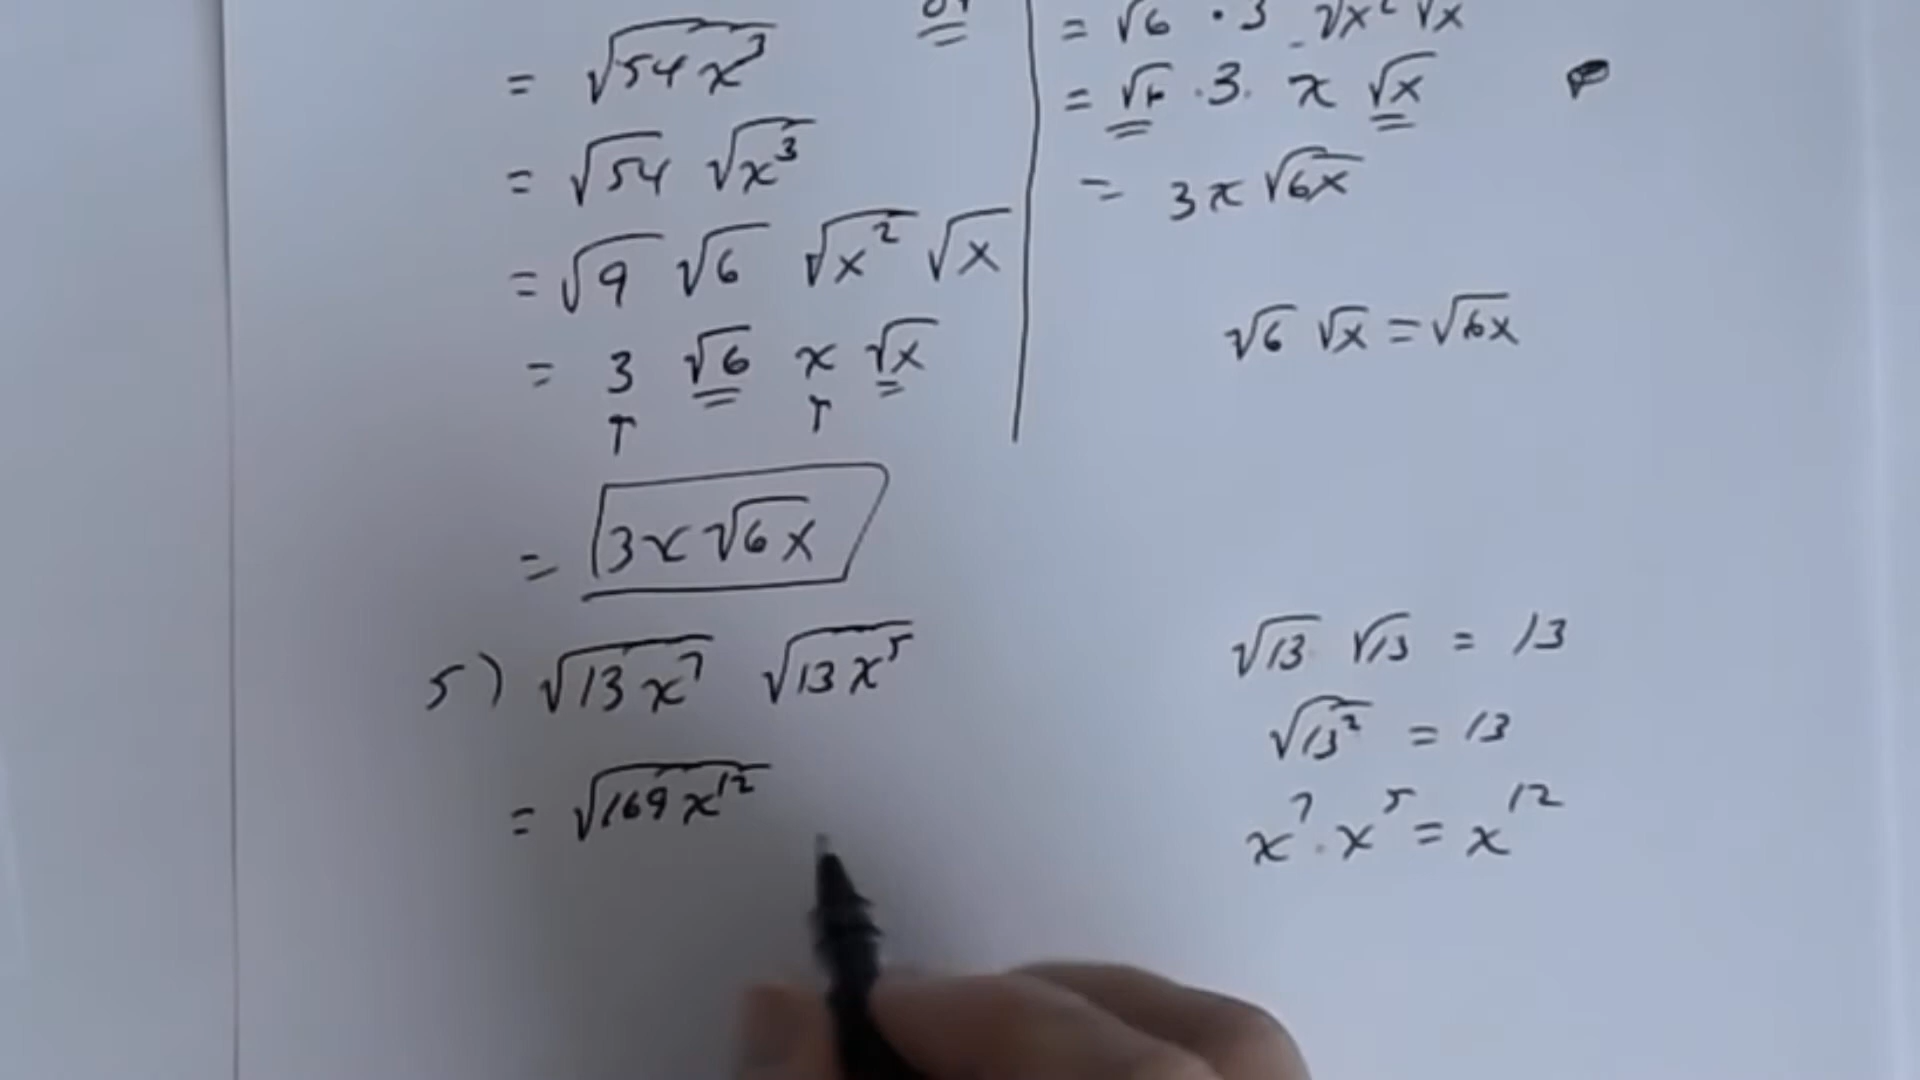 = √54x³
= √54 √x³
= √9 √6 √x² √x
= 3 √6 x √x
= 3x√6x
or
= √6 · 3 √x² √x
= √6 · 3 · x √x
= 3x√6x
√6 √x = √6x
5) √13x⁷ √13x⁵
= √169x¹²
√13 √13 = 13
√13² = 13
x⁷ · x⁵ = x¹²